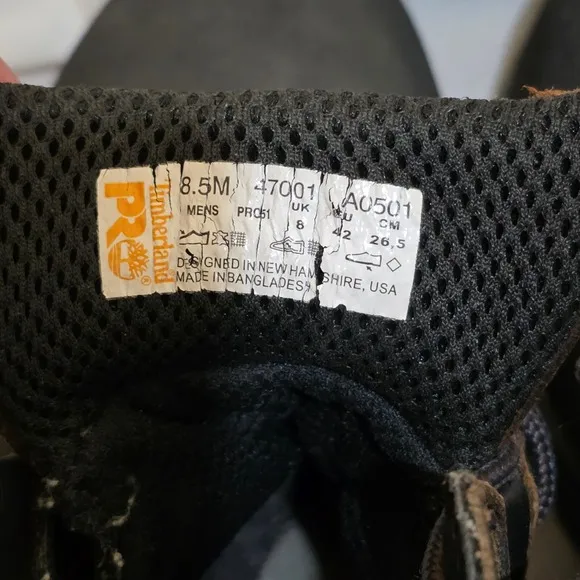 Timberland
PRO®
8.5M 47001 A0501
MENS PRO51 UK EU CM
8 42 26,5
DESIGNED IN NEW HAMPSHIRE, USA
MADE IN BANGLADESH